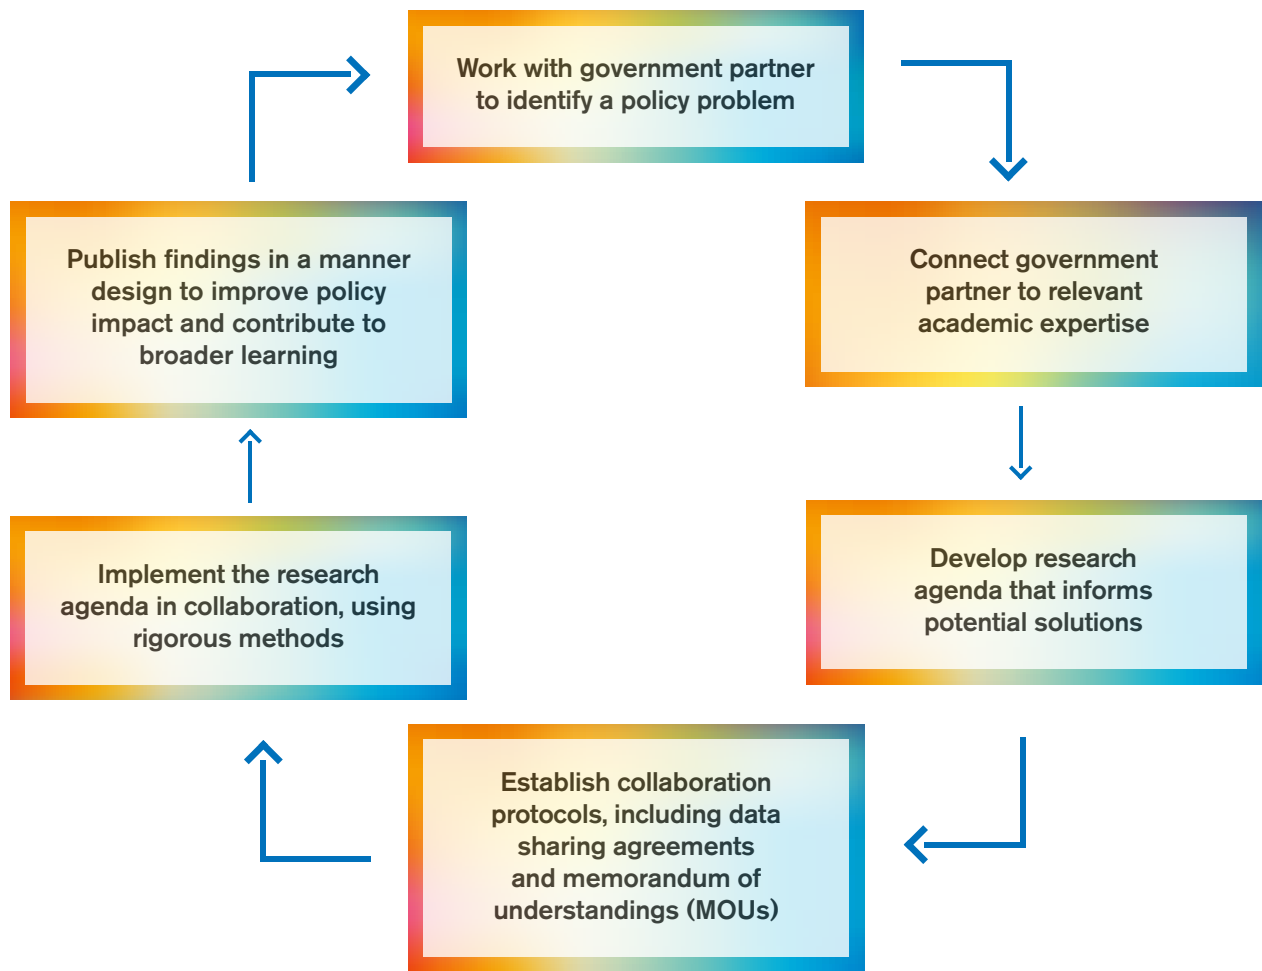 Work with government partner
to identify a policy problem
Connect government
partner to relevant
academic expertise
Develop research
agenda that informs
potential solutions
Establish collaboration
protocols, including data
sharing agreements
and memorandum of
understandings (MOUs)
Implement the research
agenda in collaboration, using
rigorous methods
Publish findings in a manner
design to improve policy
impact and contribute to
broader learning